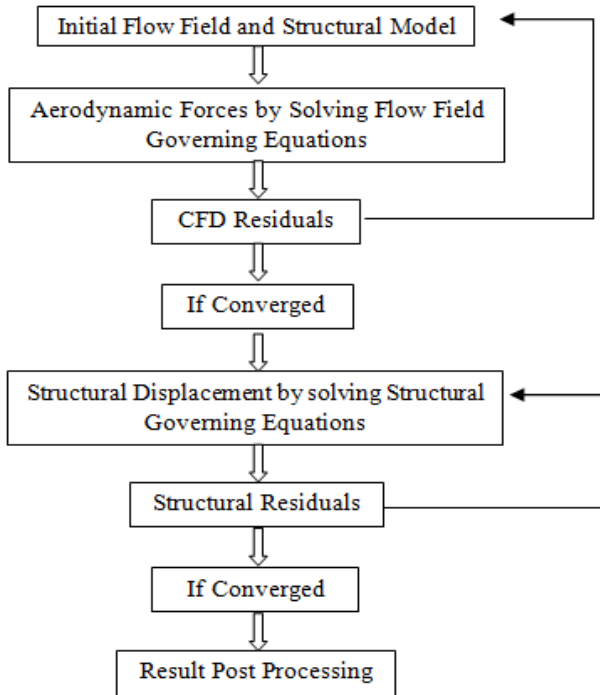 Initial Flow Field and Structural Model
Aerodynamic Forces by Solving Flow Field
Governing Equations
CFD Residuals
If Converged
Structural Displacement by solving Structural
Governing Equations
Structural Residuals
If Converged
Result Post Processing